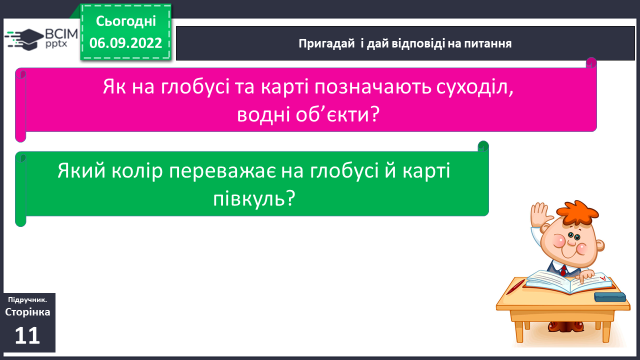 BCIM
pptx
Сьогодні
06.09.2022
Пригадай і дай відповіді на питання
Як на глобусі та карті позначають суходіл,
водні об’єкти?
Який колір переважає на глобусі й карті
півкуль?
Підручник.
Сторінка
11